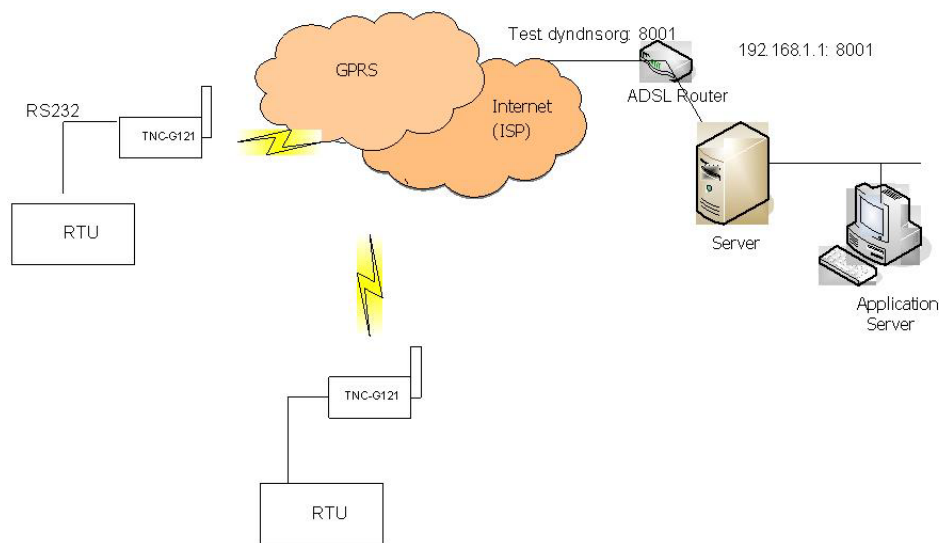 Test dyndnsorg: 8001
192.168.1.1: 8001
GPRS
ADSL Router
RS232
Internet
(ISP)
TNC-G121
RTU
Server
Application
Server
TNC-G121
RTU